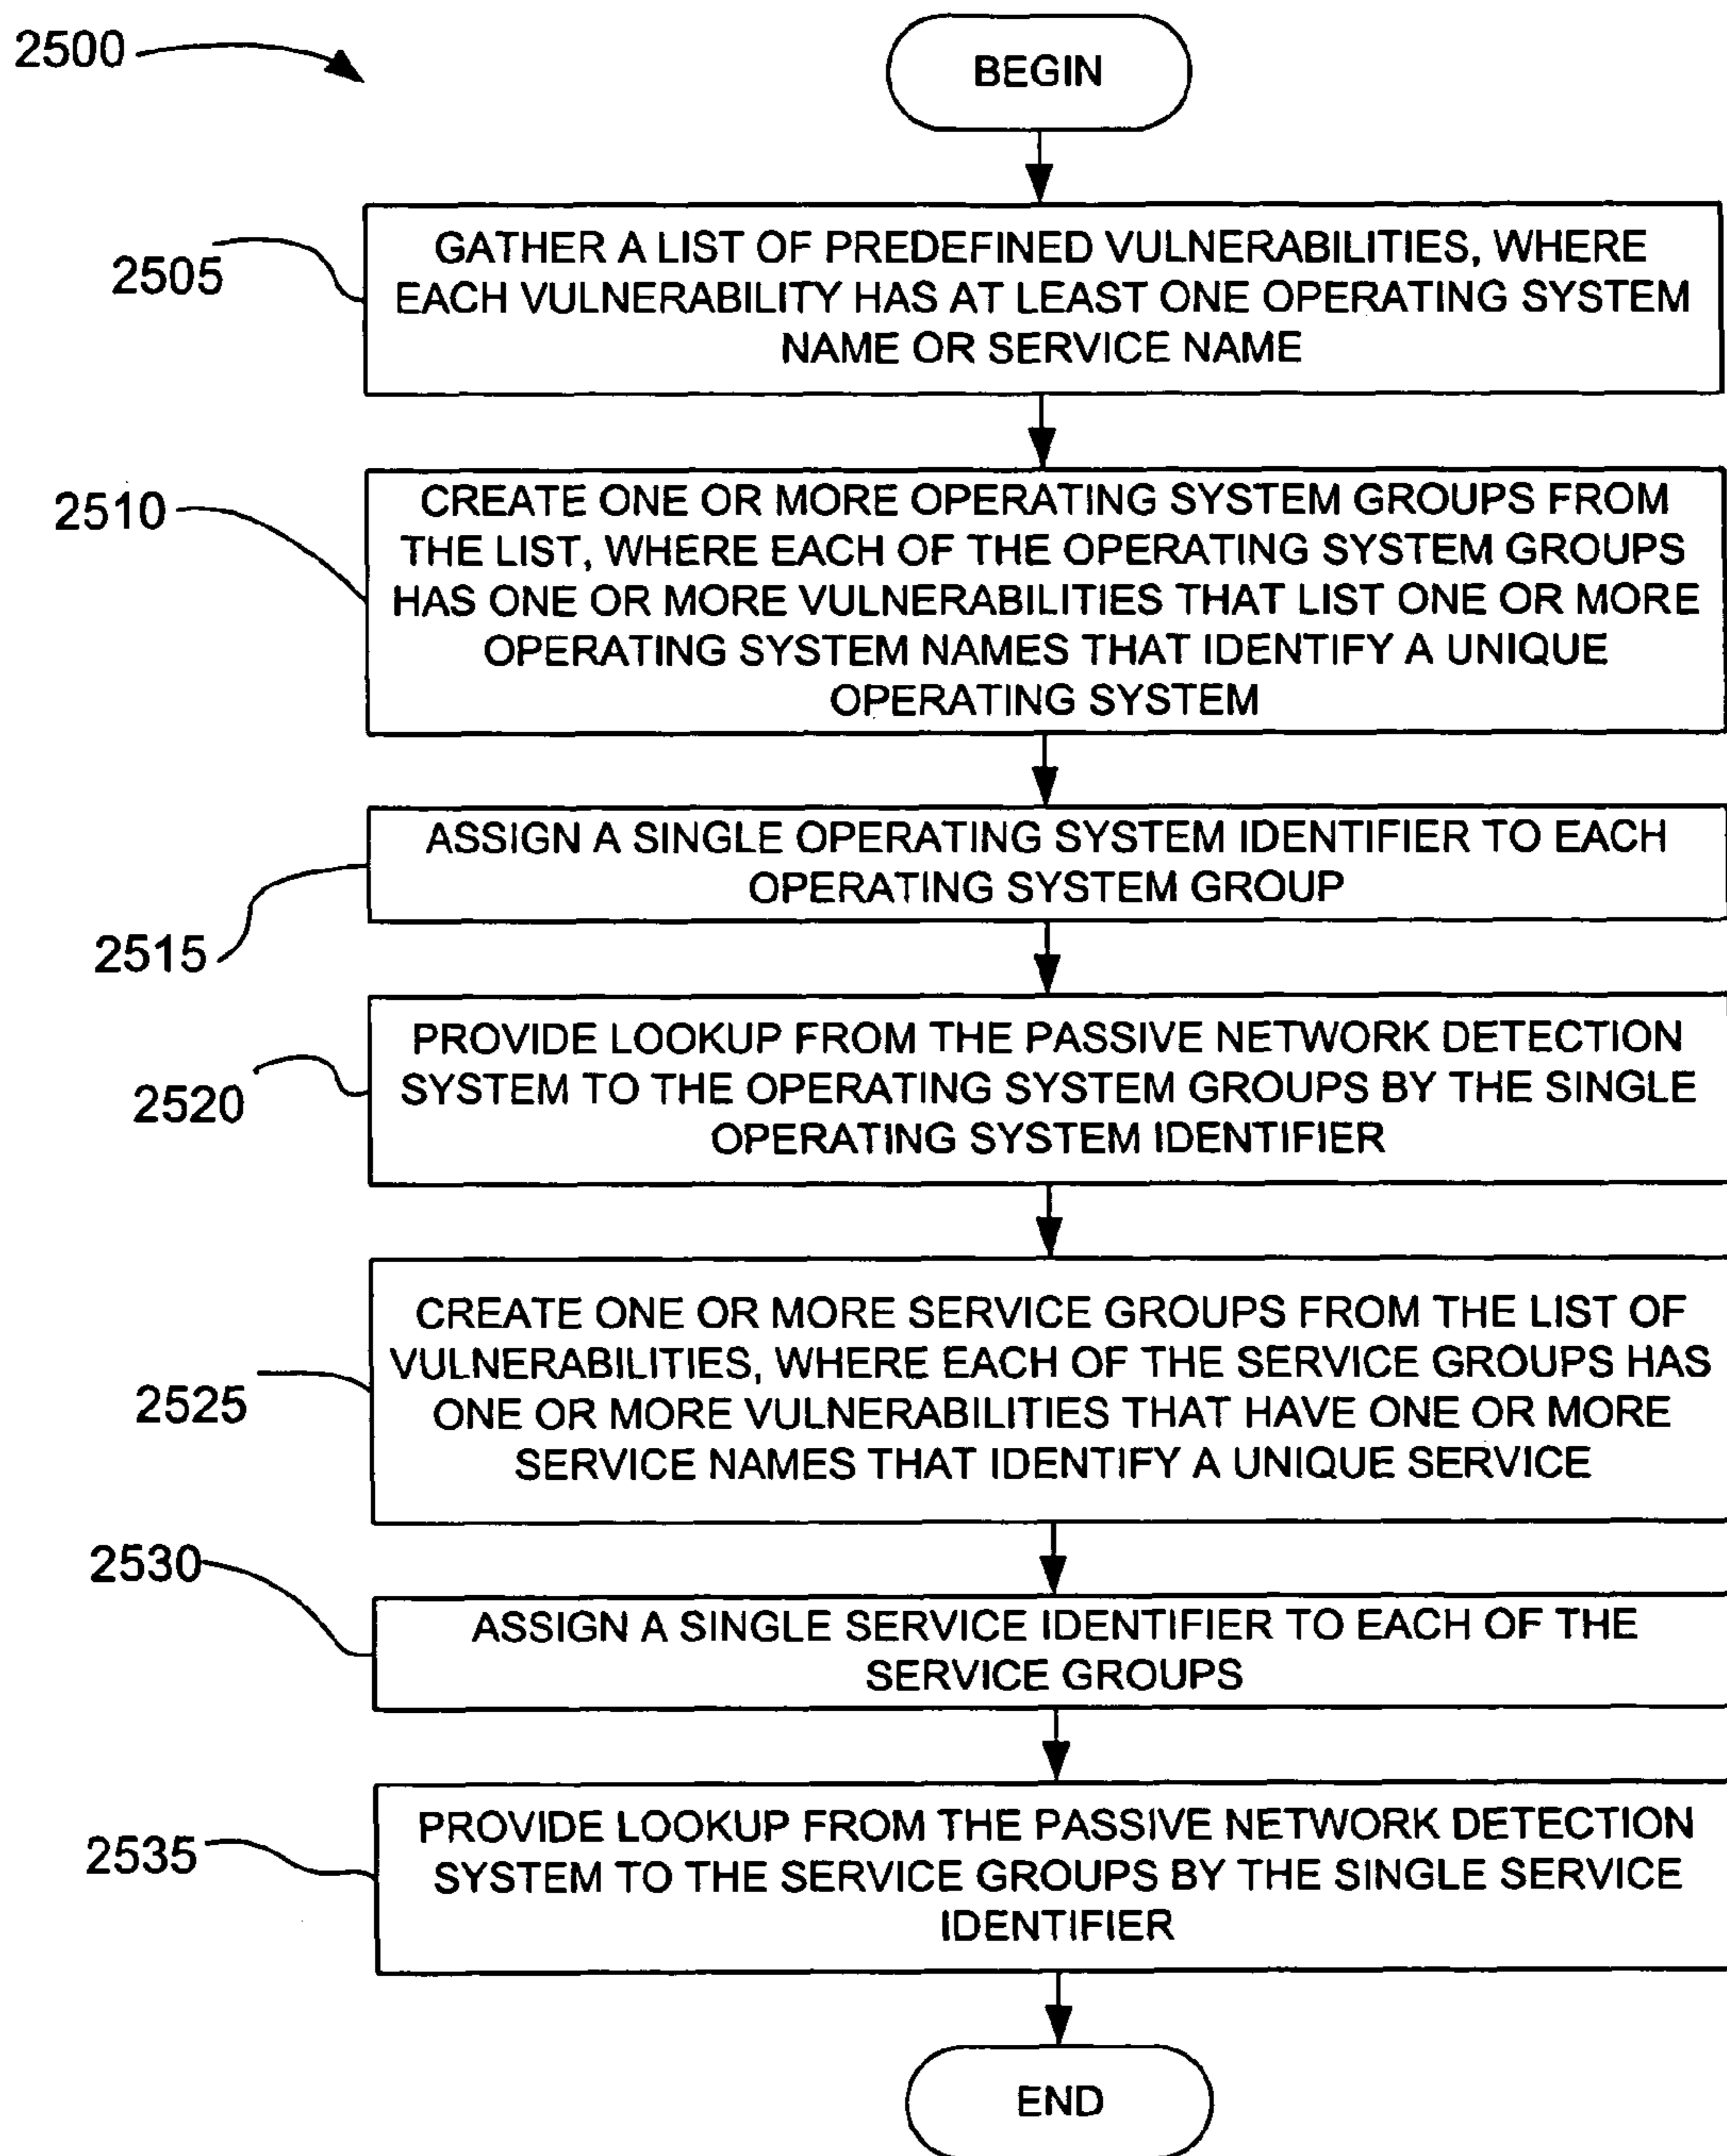 2500
BEGIN
2505
GATHER A LIST OF PREDEFINED VULNERABILITIES, WHERE
EACH VULNERABILITY HAS AT LEAST ONE OPERATING SYSTEM
NAME OR SERVICE NAME
2510
CREATE ONE OR MORE OPERATING SYSTEM GROUPS FROM
THE LIST, WHERE EACH OF THE OPERATING SYSTEM GROUPS
HAS ONE OR MORE VULNERABILITIES THAT LIST ONE OR MORE
OPERATING SYSTEM NAMES THAT IDENTIFY A UNIQUE
OPERATING SYSTEM
2515
ASSIGN A SINGLE OPERATING SYSTEM IDENTIFIER TO EACH
OPERATING SYSTEM GROUP
2520
PROVIDE LOOKUP FROM THE PASSIVE NETWORK DETECTION
SYSTEM TO THE OPERATING SYSTEM GROUPS BY THE SINGLE
OPERATING SYSTEM IDENTIFIER
2525
CREATE ONE OR MORE SERVICE GROUPS FROM THE LIST OF
VULNERABILITIES, WHERE EACH OF THE SERVICE GROUPS HAS
ONE OR MORE VULNERABILITIES THAT HAVE ONE OR MORE
SERVICE NAMES THAT IDENTIFY A UNIQUE SERVICE
2530
ASSIGN A SINGLE SERVICE IDENTIFIER TO EACH OF THE
SERVICE GROUPS
2535
PROVIDE LOOKUP FROM THE PASSIVE NETWORK DETECTION
SYSTEM TO THE SERVICE GROUPS BY THE SINGLE SERVICE
IDENTIFIER
END